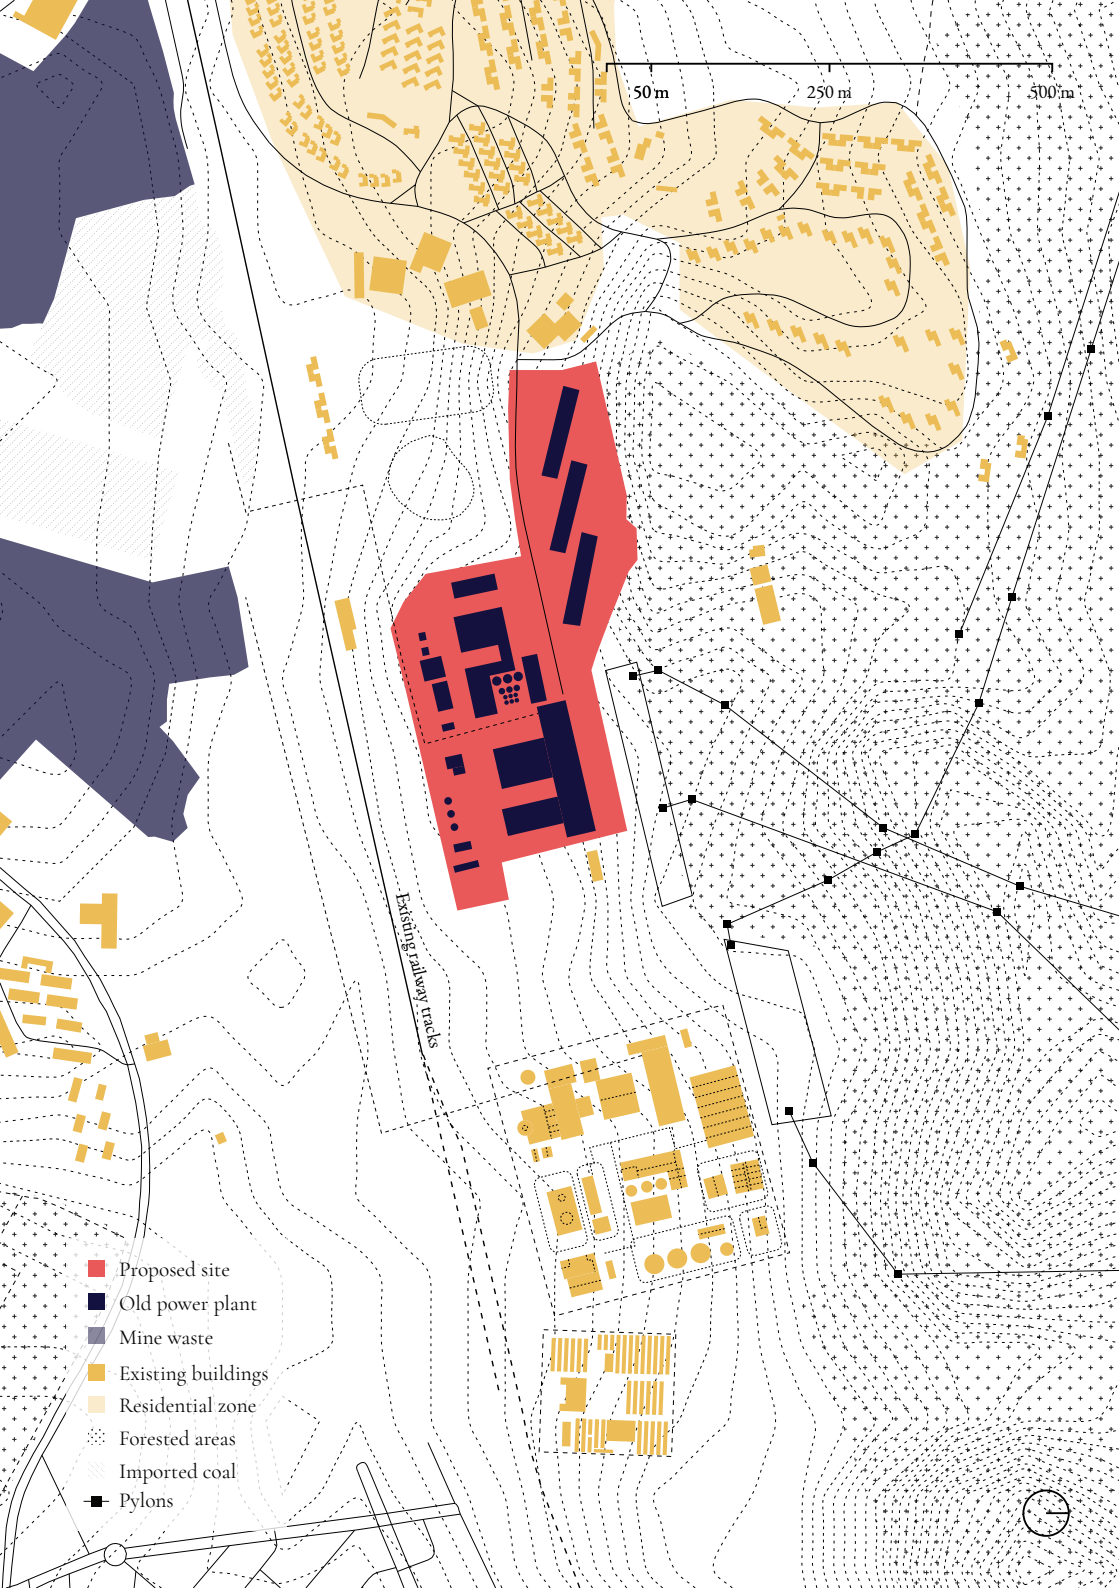 50 m
250 m
500 m
Existing railway tracks
Proposed site
Old power plant
Mine waste
Existing buildings
Residential zone
Forested areas
Imported coal
Pylons